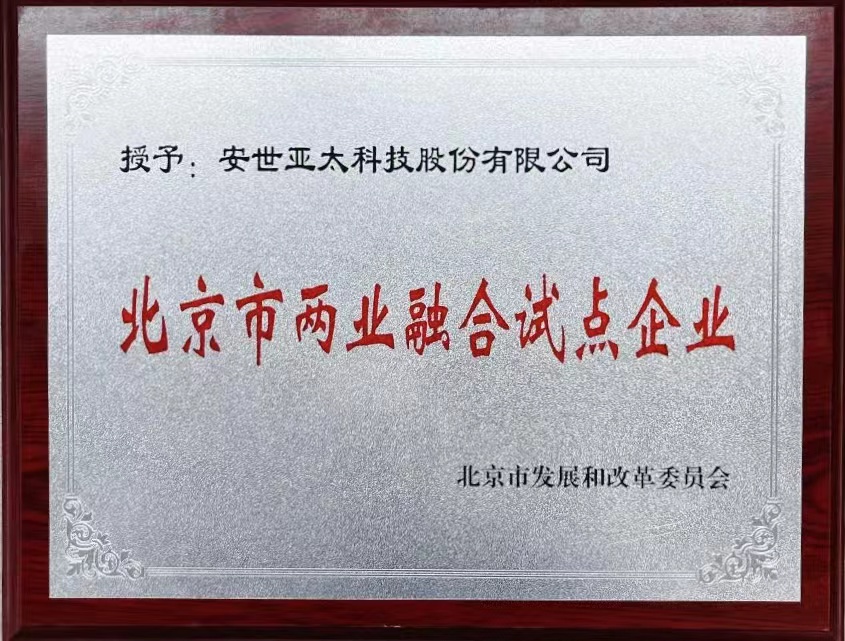 授予：安世亚太科技股份有限公司
北京市两业融合试点企业
北京市发展和改革委员会